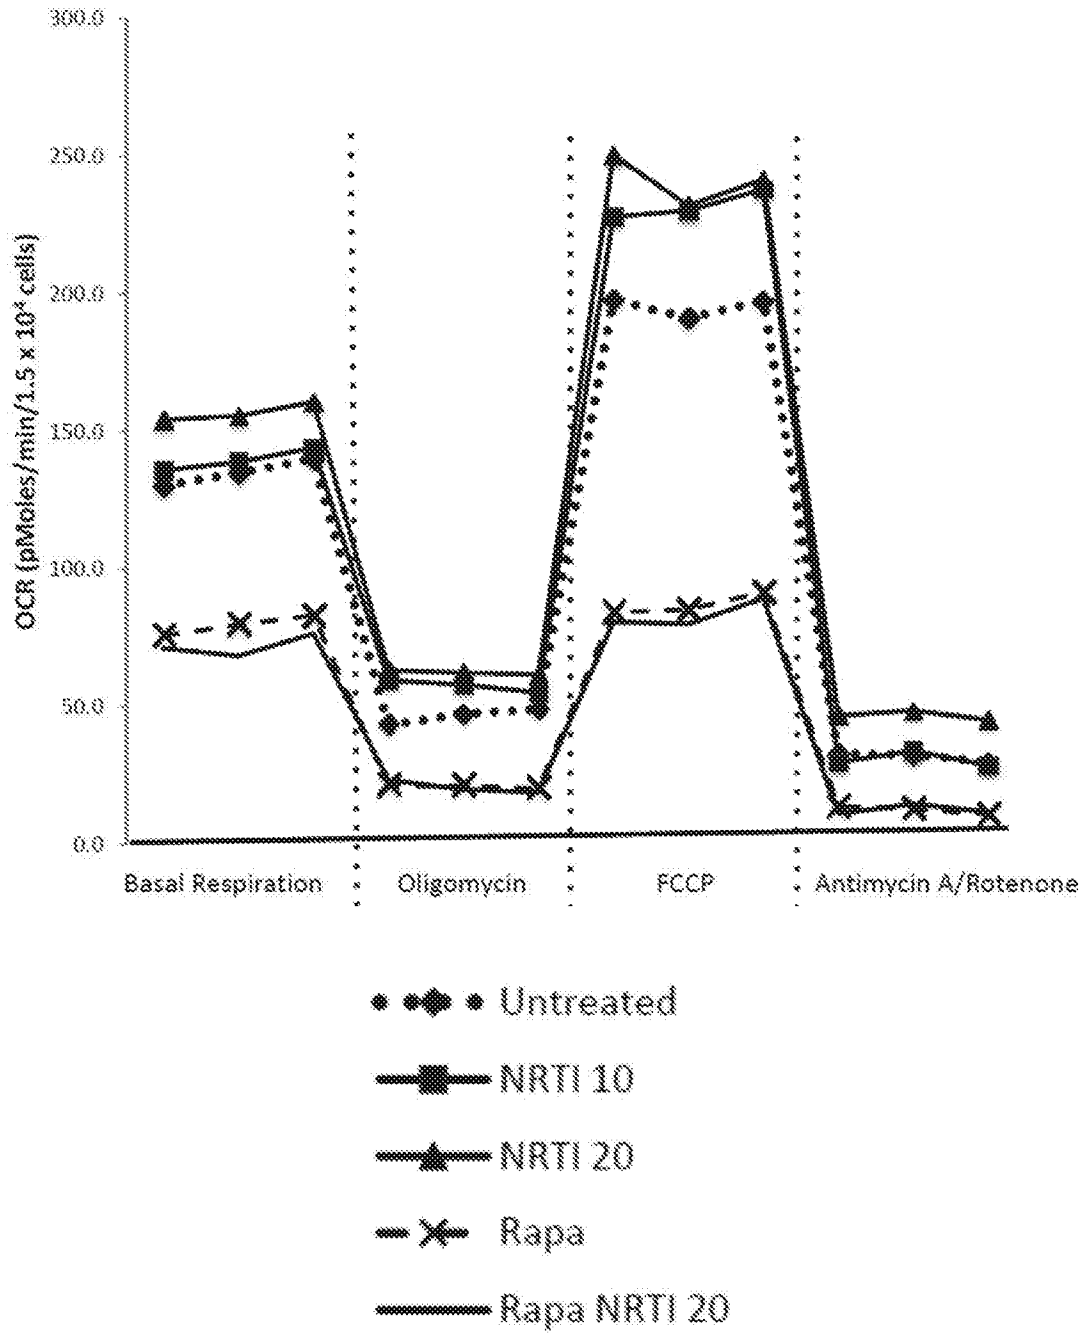 300.0
250.0
200.0
150.0
100.0
50.0
0.0
OCR (pMoles/min/1.5 x 10⁴ cells)
Basal Respiration
Oligomycin
FCCP
Antimycin A/Rotenone
Untreated
NRTI 10
NRTI 20
Rapa
Rapa NRTI 20